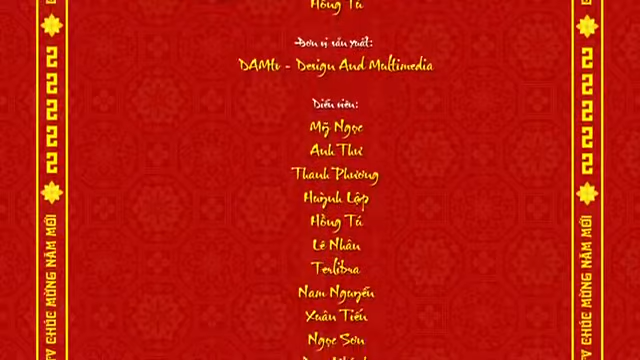 Hồng Tú
Đơn vị sản xuất:
DAMtv - Design And Multimedia
Diễn viên:
Mỹ Ngọc
Anh Thư
Thanh Phương
Huỳnh Lập
Hồng Tú
Lê Nhân
Terlibra
Nam Nguyễn
Xuân Tiến
Ngọc Sơn
TV CHÚC MỪNG NĂM MỚI
TV CHÚC MỪNG NĂM MỚI